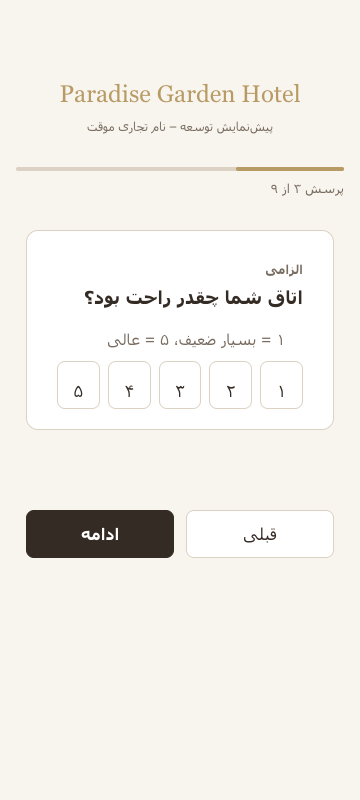 Paradise Garden Hotel
پیش‌نمایش توسعه – نام تجاری موقت
پرسش ۳ از ۹
الزامی
اتاق شما چقدر راحت بود؟
۱ = بسیار ضعیف، ۵ = عالی
۱ ۲ ۳ ۴ ۵
قبلی ادامه